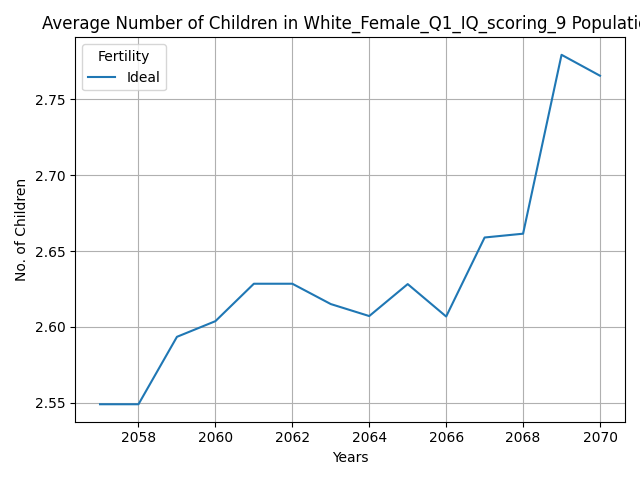 Average Number of Children in White_Female_Q1_IQ_scoring_9 Populatio
Fertility
Ideal
2.75
2.70
2.65
2.60
2.55
No. of Children
2058 2060 2062 2064 2066 2068 2070
Years